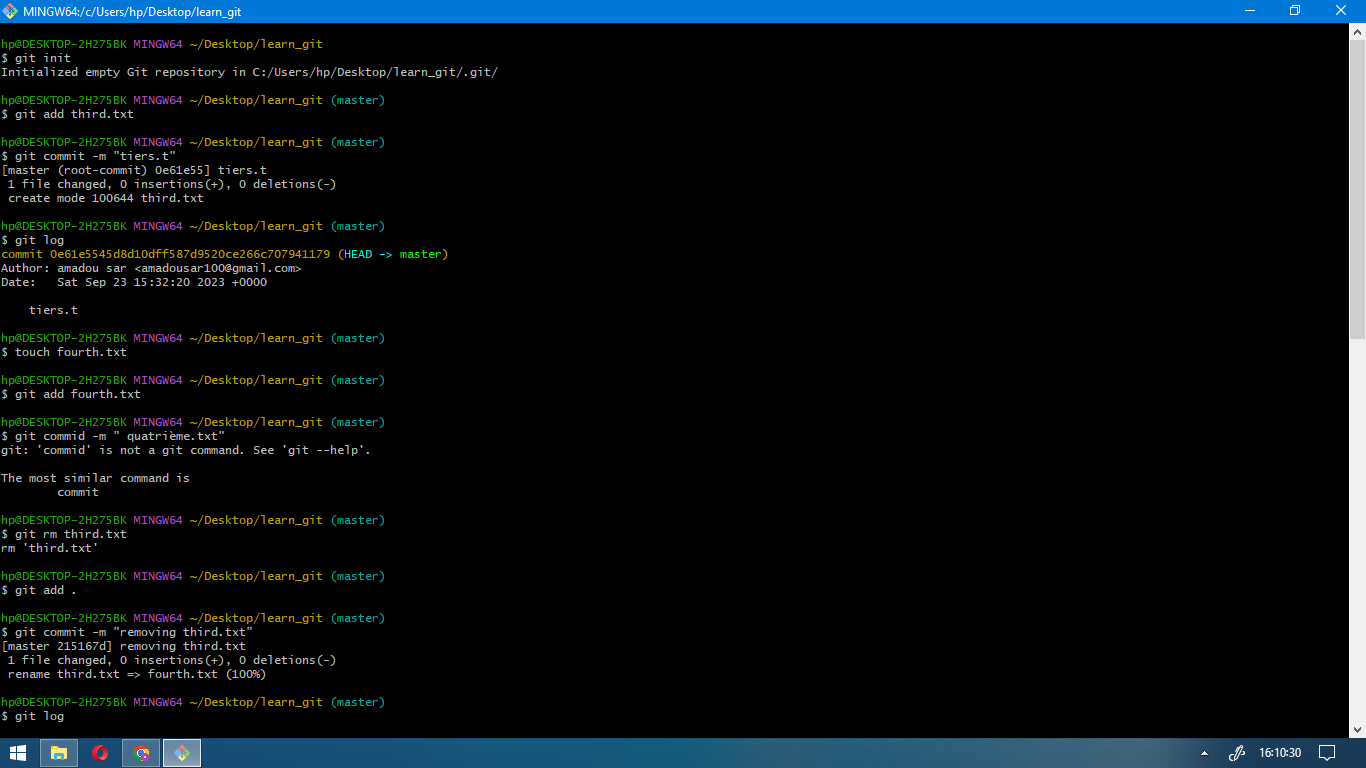 MINGW64:/c/Users/hp/Desktop/learn_git
hp@DESKTOP-2H275BK MINGW64 ~/Desktop/learn_git
$ git init
Initialized empty Git repository in C:/Users/hp/Desktop/learn_git/.git/
hp@DESKTOP-2H275BK MINGW64 ~/Desktop/learn_git (master)
$ git add third.txt
hp@DESKTOP-2H275BK MINGW64 ~/Desktop/learn_git (master)
$ git commit -m "tiers.t"
[master (root-commit) 0e61e55] tiers.t
 1 file changed, 0 insertions(+), 0 deletions(-)
 create mode 100644 third.txt
hp@DESKTOP-2H275BK MINGW64 ~/Desktop/learn_git (master)
$ git log
commit 0e61e5545d8d10dff587d9520ce266c707941179 (HEAD -> master)
Author: amadou sar <amadousar100@gmail.com>
Date:   Sat Sep 23 15:32:20 2023 +0000
    tiers.t
hp@DESKTOP-2H275BK MINGW64 ~/Desktop/learn_git (master)
$ touch fourth.txt
hp@DESKTOP-2H275BK MINGW64 ~/Desktop/learn_git (master)
$ git add fourth.txt
hp@DESKTOP-2H275BK MINGW64 ~/Desktop/learn_git (master)
$ git commid -m " quatrième.txt"
git: 'commid' is not a git command. See 'git --help'.
The most similar command is
        commit
hp@DESKTOP-2H275BK MINGW64 ~/Desktop/learn_git (master)
$ git rm third.txt
rm 'third.txt'
hp@DESKTOP-2H275BK MINGW64 ~/Desktop/learn_git (master)
$ git add .
hp@DESKTOP-2H275BK MINGW64 ~/Desktop/learn_git (master)
$ git commit -m "removing third.txt"
[master 215167d] removing third.txt
 1 file changed, 0 insertions(+), 0 deletions(-)
 rename third.txt => fourth.txt (100%)
hp@DESKTOP-2H275BK MINGW64 ~/Desktop/learn_git (master)
$ git log
16:10:30